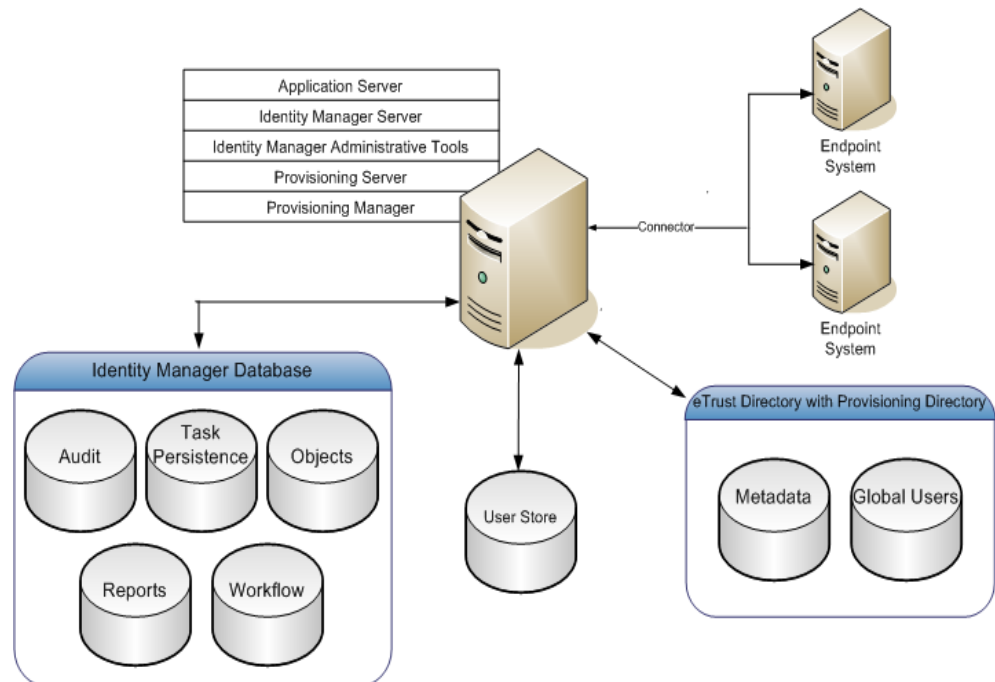 Application Server
Identity Manager Server
Identity Manager Administrative Tools
Provisioning Server
Provisioning Manager
Connector
Endpoint
System
Endpoint
System
Identity Manager Database
Audit
Task
Persistence
Objects
Reports
Workflow
User Store
eTrust Directory with Provisioning Directory
Metadata
Global Users